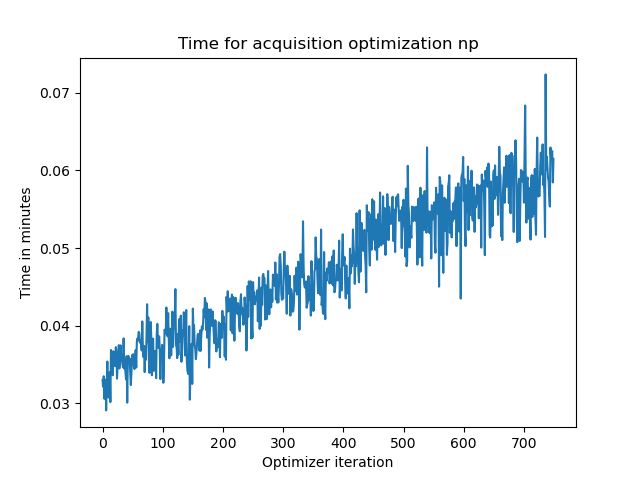 Time for acquisition optimization np
Time in minutes
0.07
0.06
0.05
0.04
0.03
0 100 200 300 400 500 600 700
Optimizer iteration